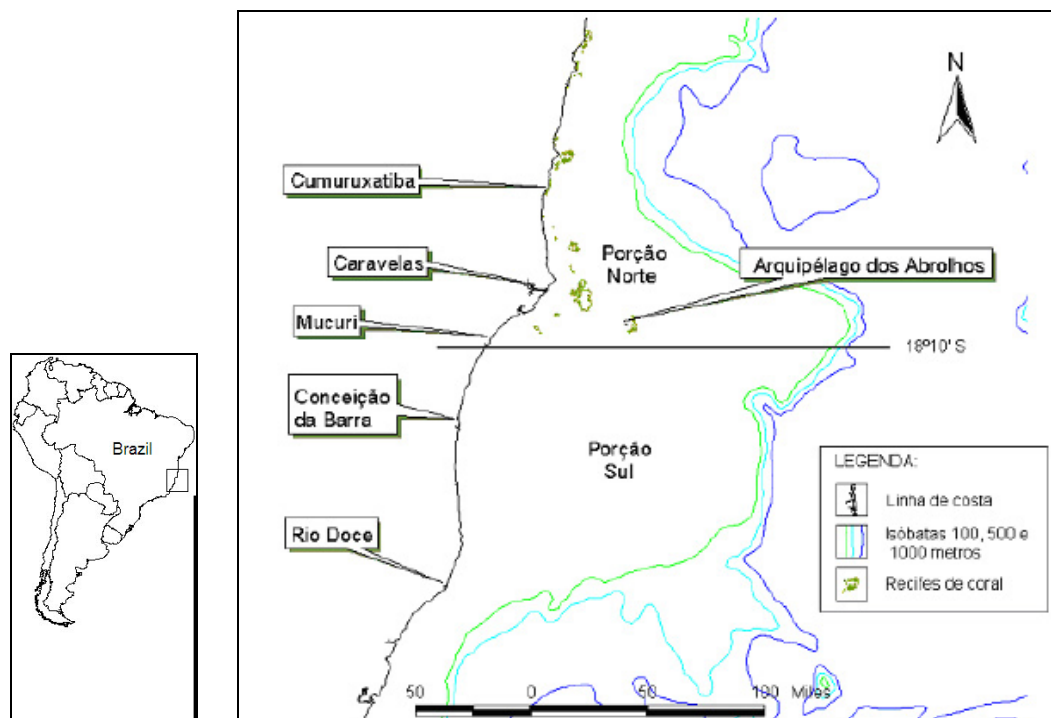 Brazil
N
Cumuruxatiba
Caravelas
Porção
Norte
Arquipélago dos Abrolhos
Mucuri
18º10' S
Conceição
da Barra
Porção
Sul
Rio Doce
LEGENDA:
Linha de costa
Isóbatas 100, 500 e
1000 metros
Recifes de coral
50 0 50 100 Miles